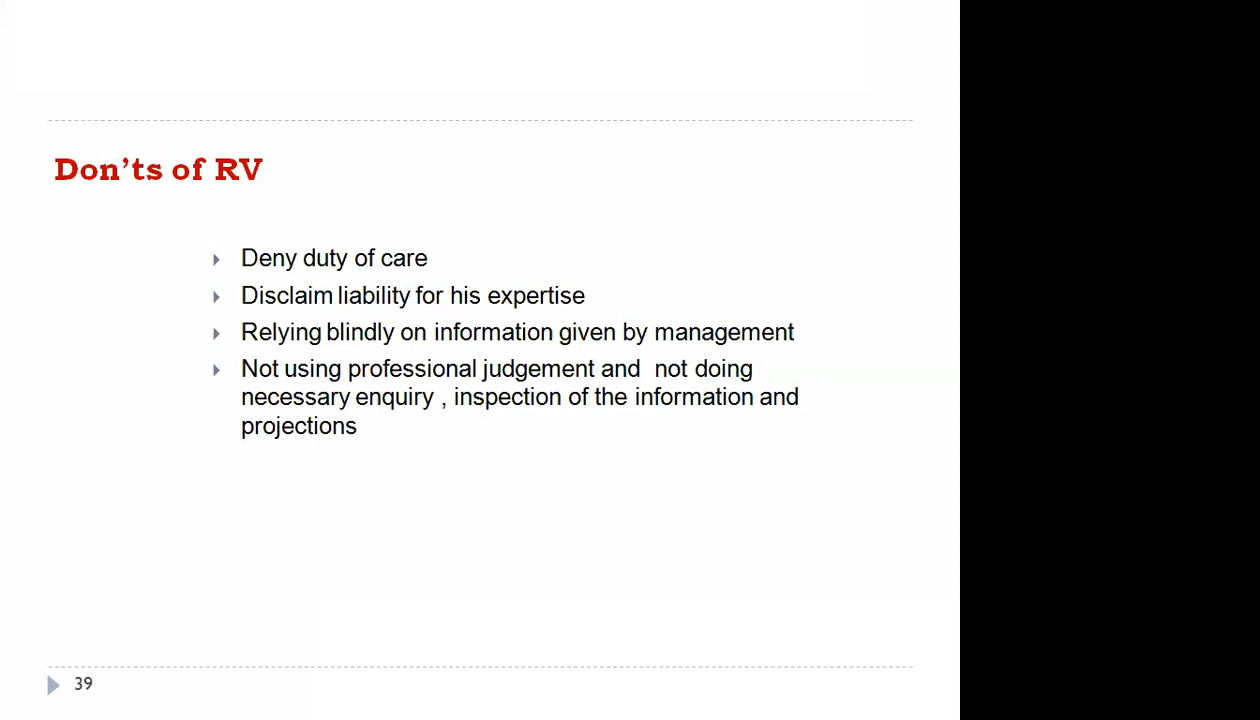 Don’ts of RV
Deny duty of care
Disclaim liability for his expertise
Relying blindly on information given by management
Not using professional judgement and  not doing
necessary enquiry , inspection of the information and
projections
39